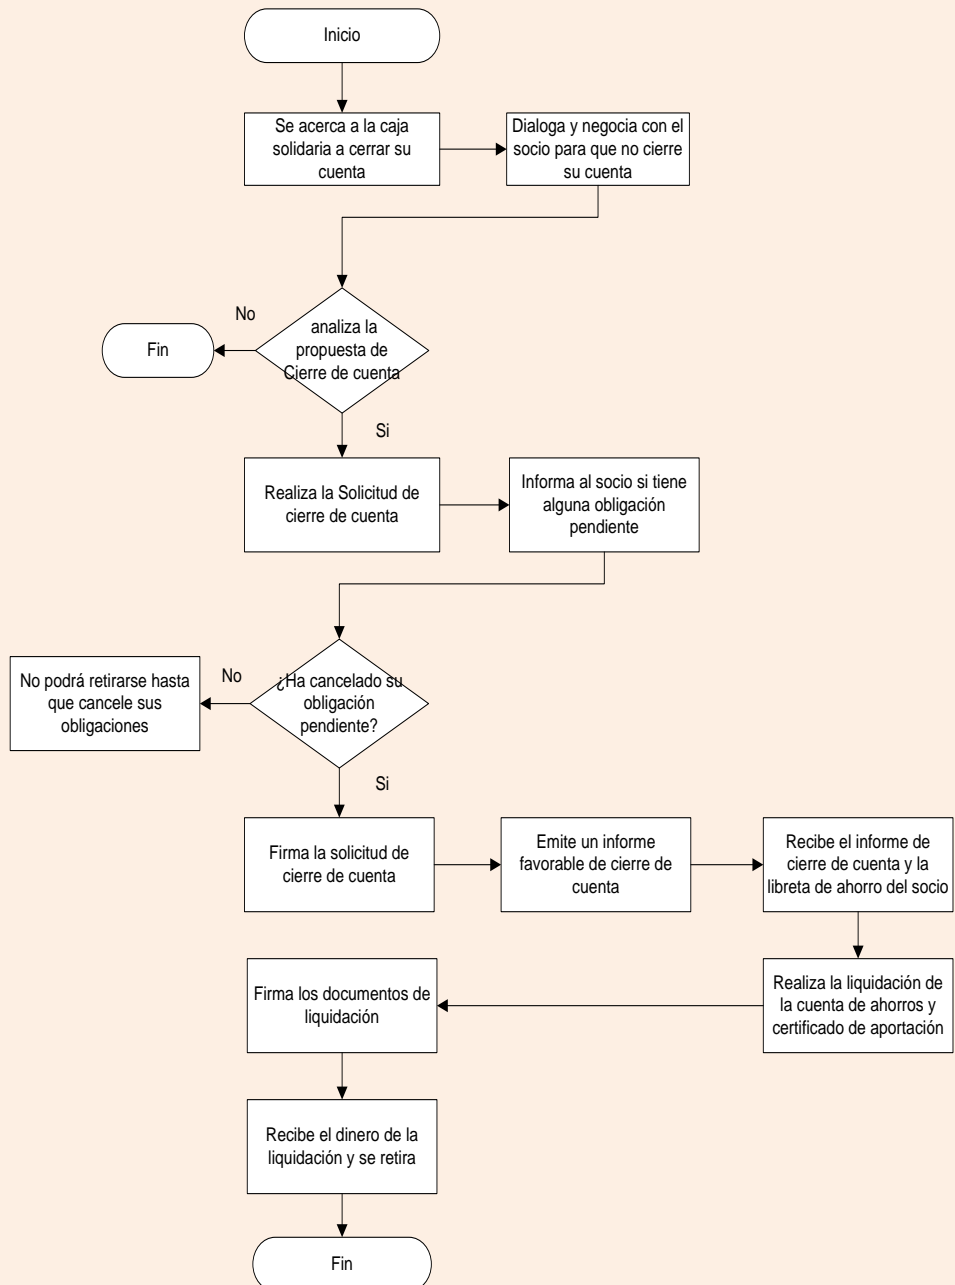 Inicio
Se acerca a la caja
solidaria a cerrar su
cuenta
Dialoga y negocia con el
socio para que no cierre
su cuenta
No
analiza la
propuesta de
Cierre de cuenta
Fin
Si
Realiza la Solicitud de
cierre de cuenta
Informa al socio si tiene
alguna obligación
pendiente
No podrá retirarse hasta
que cancele sus
obligaciones
No
¿Ha cancelado su
obligación
pendiente?
Si
Firma la solicitud de
cierre de cuenta
Emite un informe
favorable de cierre de
cuenta
Recibe el informe de
cierre de cuenta y la
libreta de ahorro del socio
Firma los documentos de
liquidación
Realiza la liquidación de
la cuenta de ahorros y
certificado de aportación
Recibe el dinero de la
liquidación y se retira
Fin